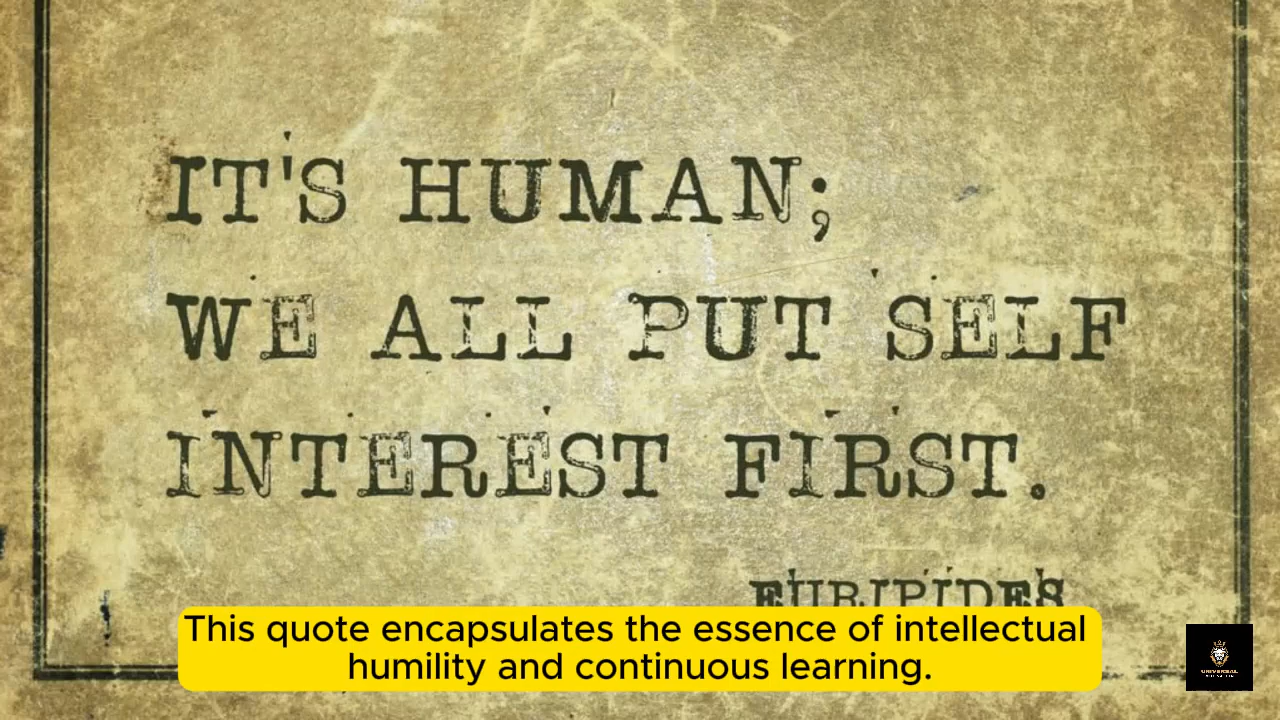 IT'S HUMAN;
WE ALL PUT SELF
INTEREST FIRST.
EURIPIDES
This quote encapsulates the essence of intellectual
humility and continuous learning.
UNIVERSAL